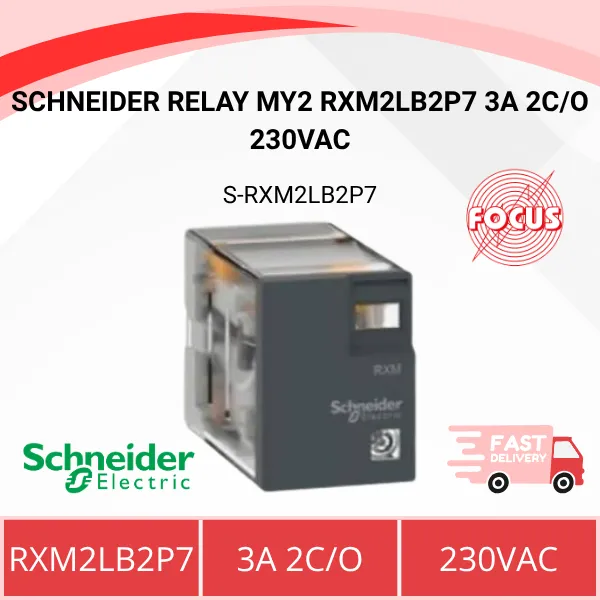 SCHNEIDER RELAY MY2 RXM2LB2P7 3A 2C/O
230VAC
S-RXM2LB2P7
FOCUS
RXM
Schneider
Electric
Schneider
Electric
FAST
DELIVERY
RXM2LB2P7
3A 2C/O
230VAC